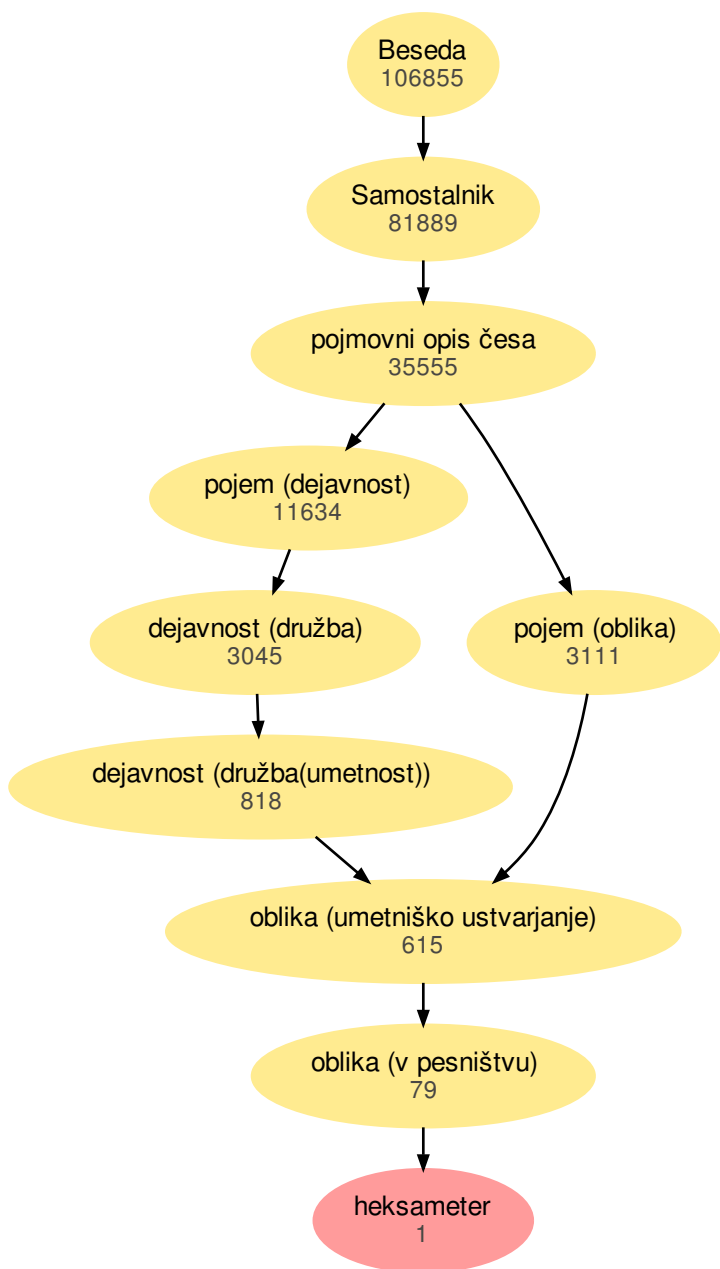 Beseda
106855
Samostalnik
81889
pojmovni opis česa
35555
pojem (dejavnost)
11634
dejavnost (družba)
3045
pojem (oblika)
3111
dejavnost (družba(umetnost))
818
oblika (umetniško ustvarjanje)
615
oblika (v pesništvu)
79
heksameter
1